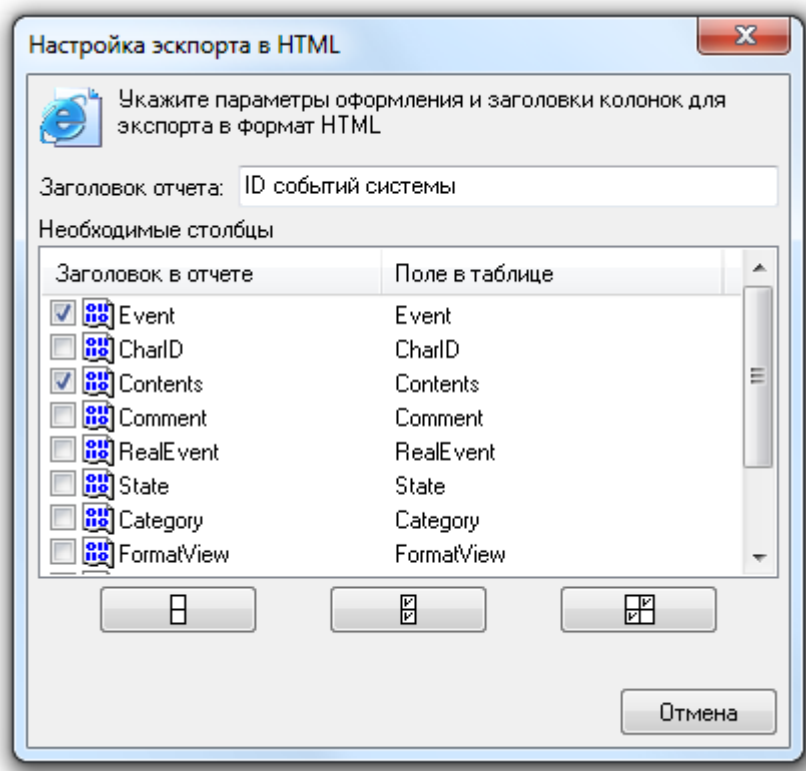 Настройка эскпорта в HTML
Укажите параметры оформления и заголовки колонок для
экспорта в формат HTML
Заголовок отчета: ID событий системы
Необходимые столбцы
Заголовок в отчете Поле в таблице
Event Event
CharID CharID
Contents Contents
Comment Comment
RealEvent RealEvent
State State
Category Category
FormatView FormatView
Отмена